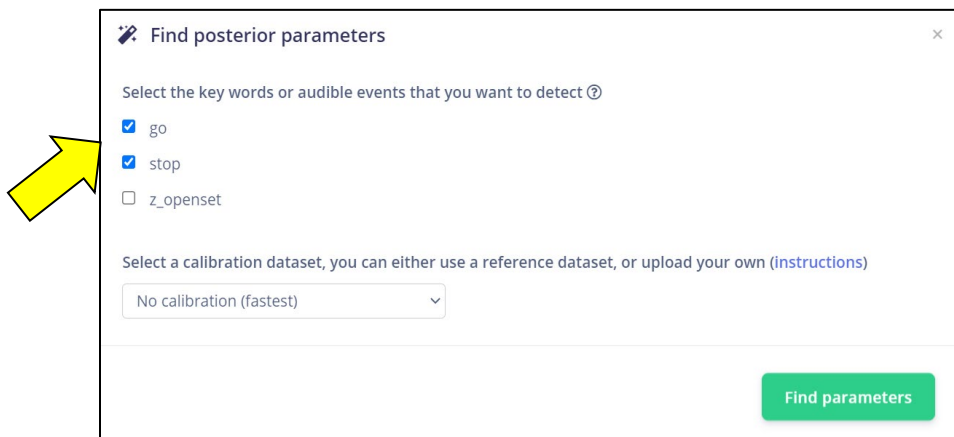 Find posterior parameters ×
Select the key words or audible events that you want to detect ?
go
stop
z_openset
Select a calibration dataset, you can either use a reference dataset, or upload your own (instructions)
No calibration (fastest)
Find parameters